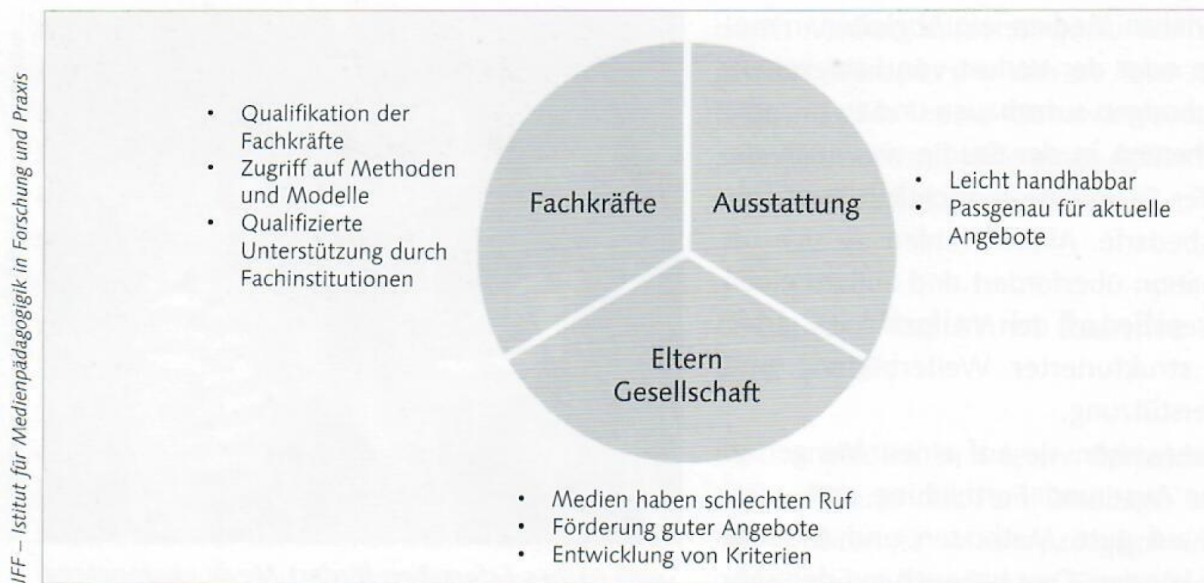 JFF – Istitut für Medienpädagogigik in Forschung und Praxis
• Qualifikation der
Fachkräfte
• Zugriff auf Methoden
und Modelle
• Qualifizierte
Unterstützung durch
Fachinstitutionen
Fachkräfte
Ausstattung
• Leicht handhabbar
• Passgenau für aktuelle
Angebote
Eltern
Gesellschaft
• Medien haben schlechten Ruf
• Förderung guter Angebote
• Entwicklung von Kriterien